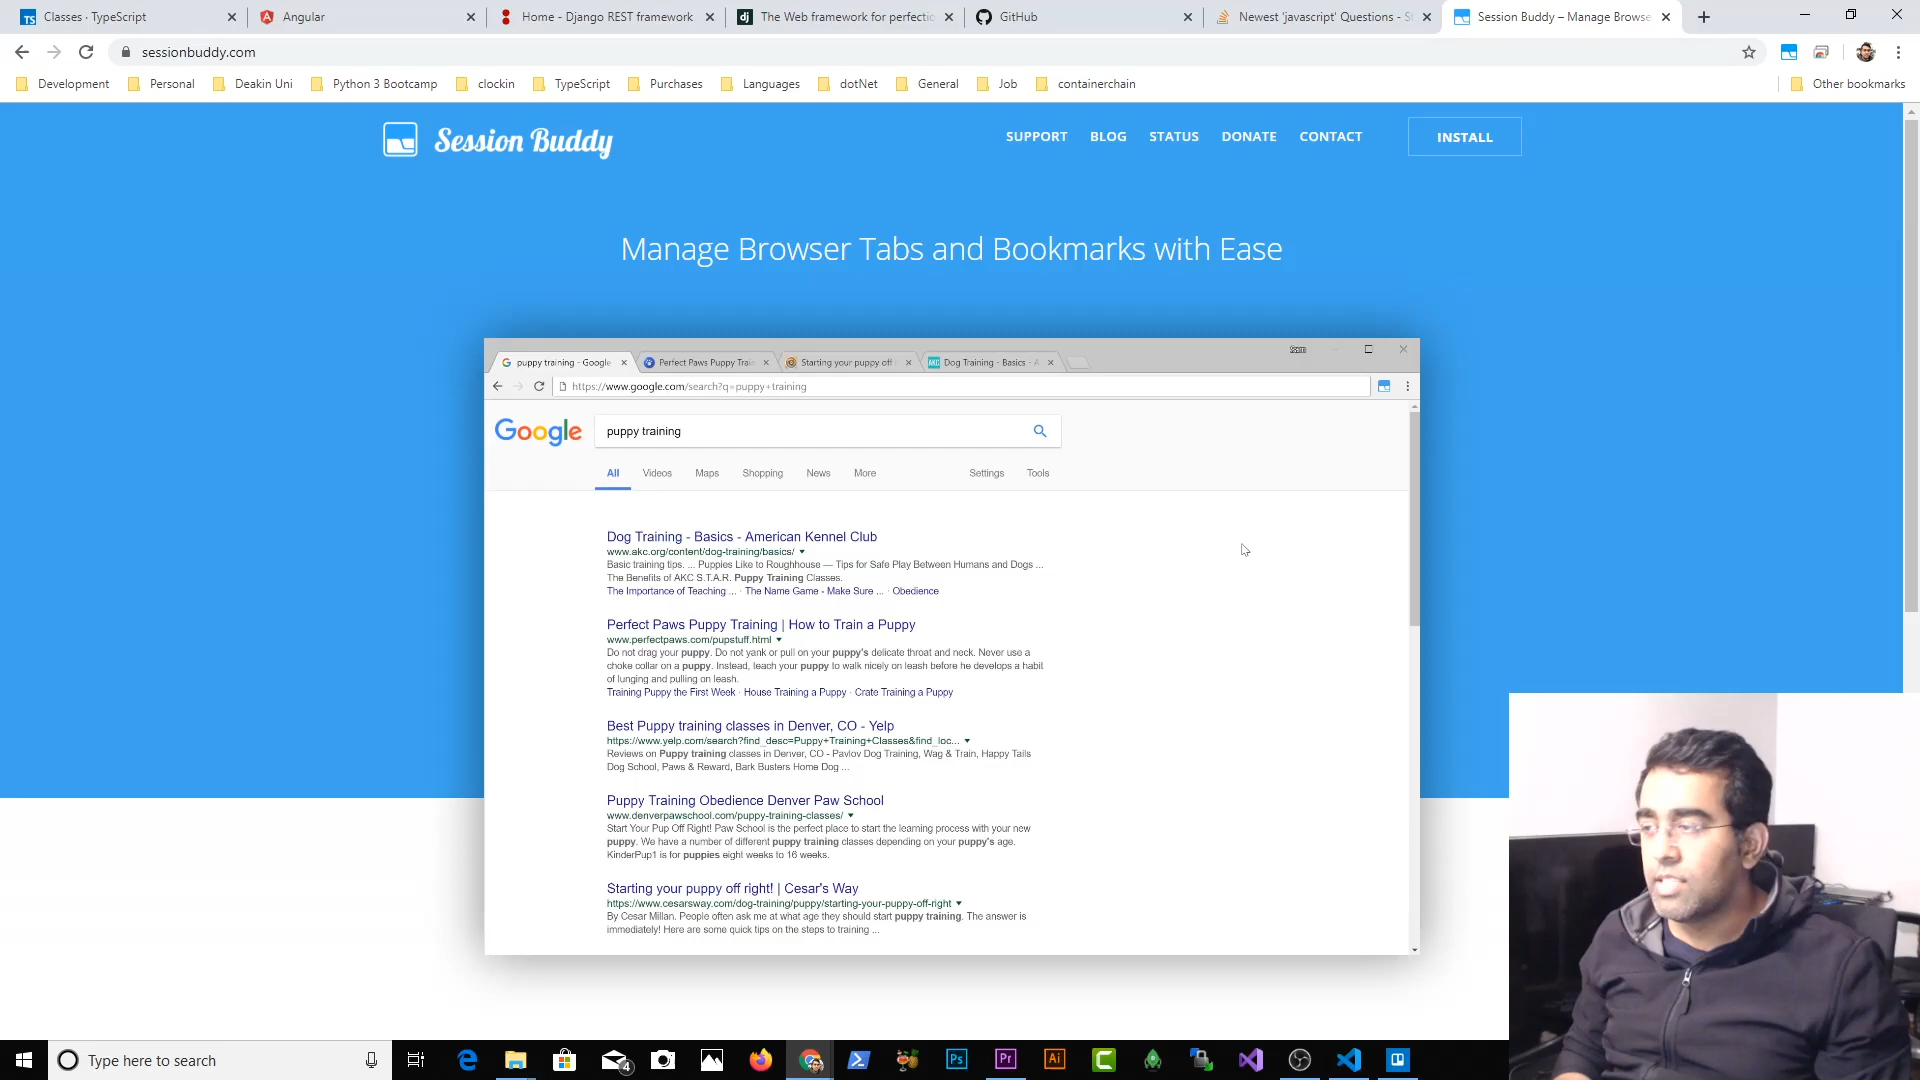 Classes · TypeScript
Angular
Home - Django REST framework
The Web framework for perfectio
GitHub
Newest 'javascript' Questions - St
Session Buddy – Manage Browse
sessionbuddy.com
Development
Personal
Deakin Uni
Python 3 Bootcamp
clockin
TypeScript
Purchases
Languages
dotNet
General
Job
containerchain
Other bookmarks
Session Buddy
SUPPORT
BLOG
STATUS
DONATE
CONTACT
INSTALL
Manage Browser Tabs and Bookmarks with Ease
puppy training - Google
Perfect Paws Puppy Train
Starting your puppy off
Dog Training - Basics - A
Sam
https://www.google.com/search?q=puppy+training
Google
puppy training
All
Videos
Maps
Shopping
News
More
Settings
Tools
Dog Training - Basics - American Kennel Club
www.akc.org/content/dog-training/basics/
Basic training tips. ... Puppies Like to Roughhouse — Tips for Safe Play Between Humans and Dogs ...
The Benefits of AKC S.T.A.R. Puppy Training Classes.
The Importance of Teaching ... · The Name Game - Make Sure ... · Obedience
Perfect Paws Puppy Training | How to Train a Puppy
www.perfectpaws.com/pupstuff.html
Do not drag your puppy. Do not yank or pull on your puppy's delicate throat and neck. Never use a
choke collar on a puppy. Instead, teach your puppy to walk nicely on leash before he develops a habit
of lunging and pulling on leash.
Training Puppy the First Week · House Training a Puppy · Crate Training a Puppy
Best Puppy training classes in Denver, CO - Yelp
https://www.yelp.com/search?find_desc=Puppy+Training+Classes&find_loc...
Reviews on Puppy training classes in Denver, CO - Pavlov Dog Training, Wag & Train, Happy Tails
Dog School, Paws & Reward, Bark Busters Home Dog ...
Puppy Training Obedience Denver Paw School
www.denverpawschool.com/puppy-training-classes/
Start Your Pup Off Right! Paw School is the perfect place to start the learning process with your new
puppy. We have a number of different puppy training classes depending on your puppy's age.
KinderPup1 is for puppies eight weeks to 16 weeks.
Starting your puppy off right! | Cesar's Way
https://www.cesarsway.com/dog-training/puppy/starting-your-puppy-off-right
By Cesar Millan. People often ask me at what age they should start puppy training. The answer is
immediately! Here are some quick tips on the steps to training ...
Type here to search
4
Ps
Pr
Ai